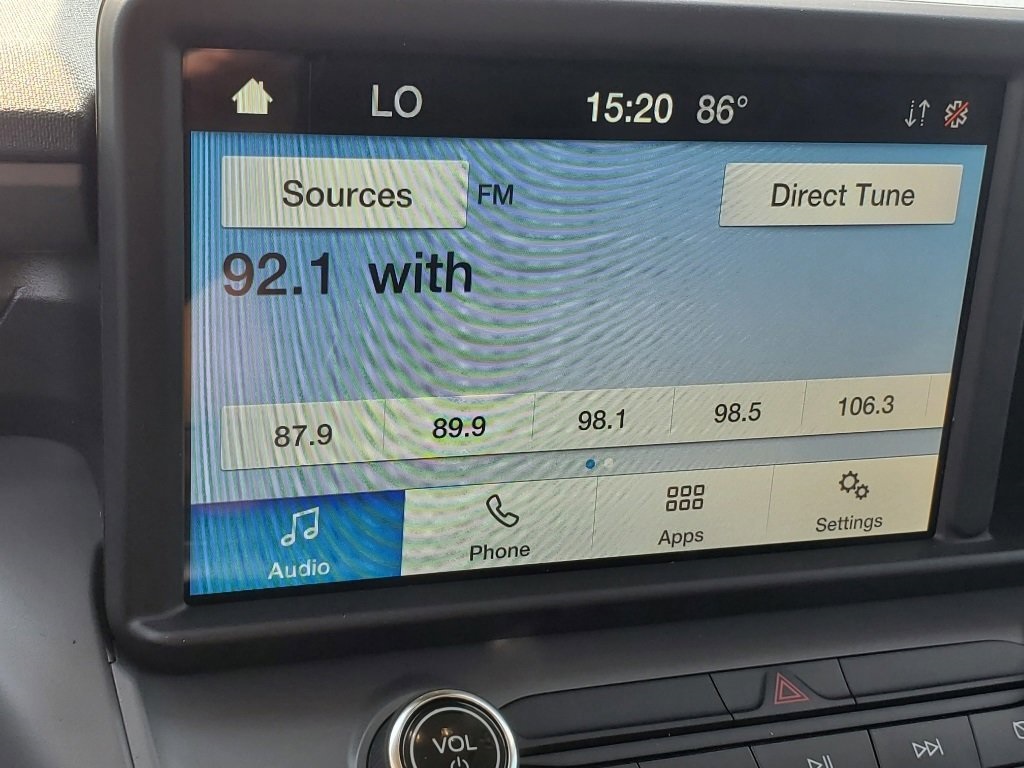 LO 15:20 86°
Sources FM Direct Tune
92.1 with
87.9 89.9 98.1 98.5 106.3
Audio Phone Apps Settings
VOL